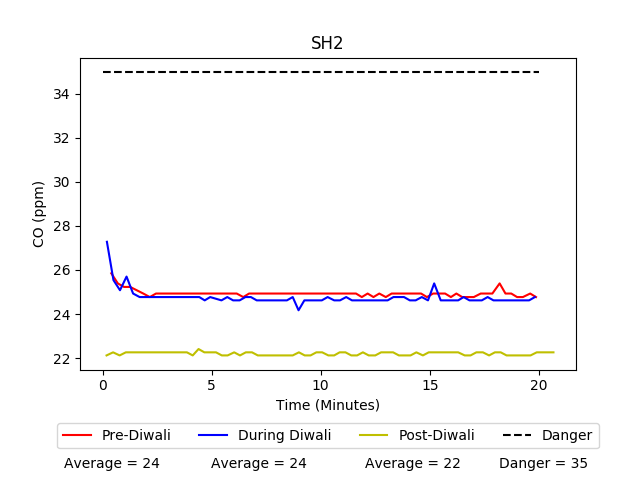 SH2
CO (ppm)
34
32
30
28
26
24
22
0 5 10 15 20
Time (Minutes)
Pre-Diwali During Diwali Post-Diwali Danger
Average = 24 Average = 24 Average = 22 Danger = 35